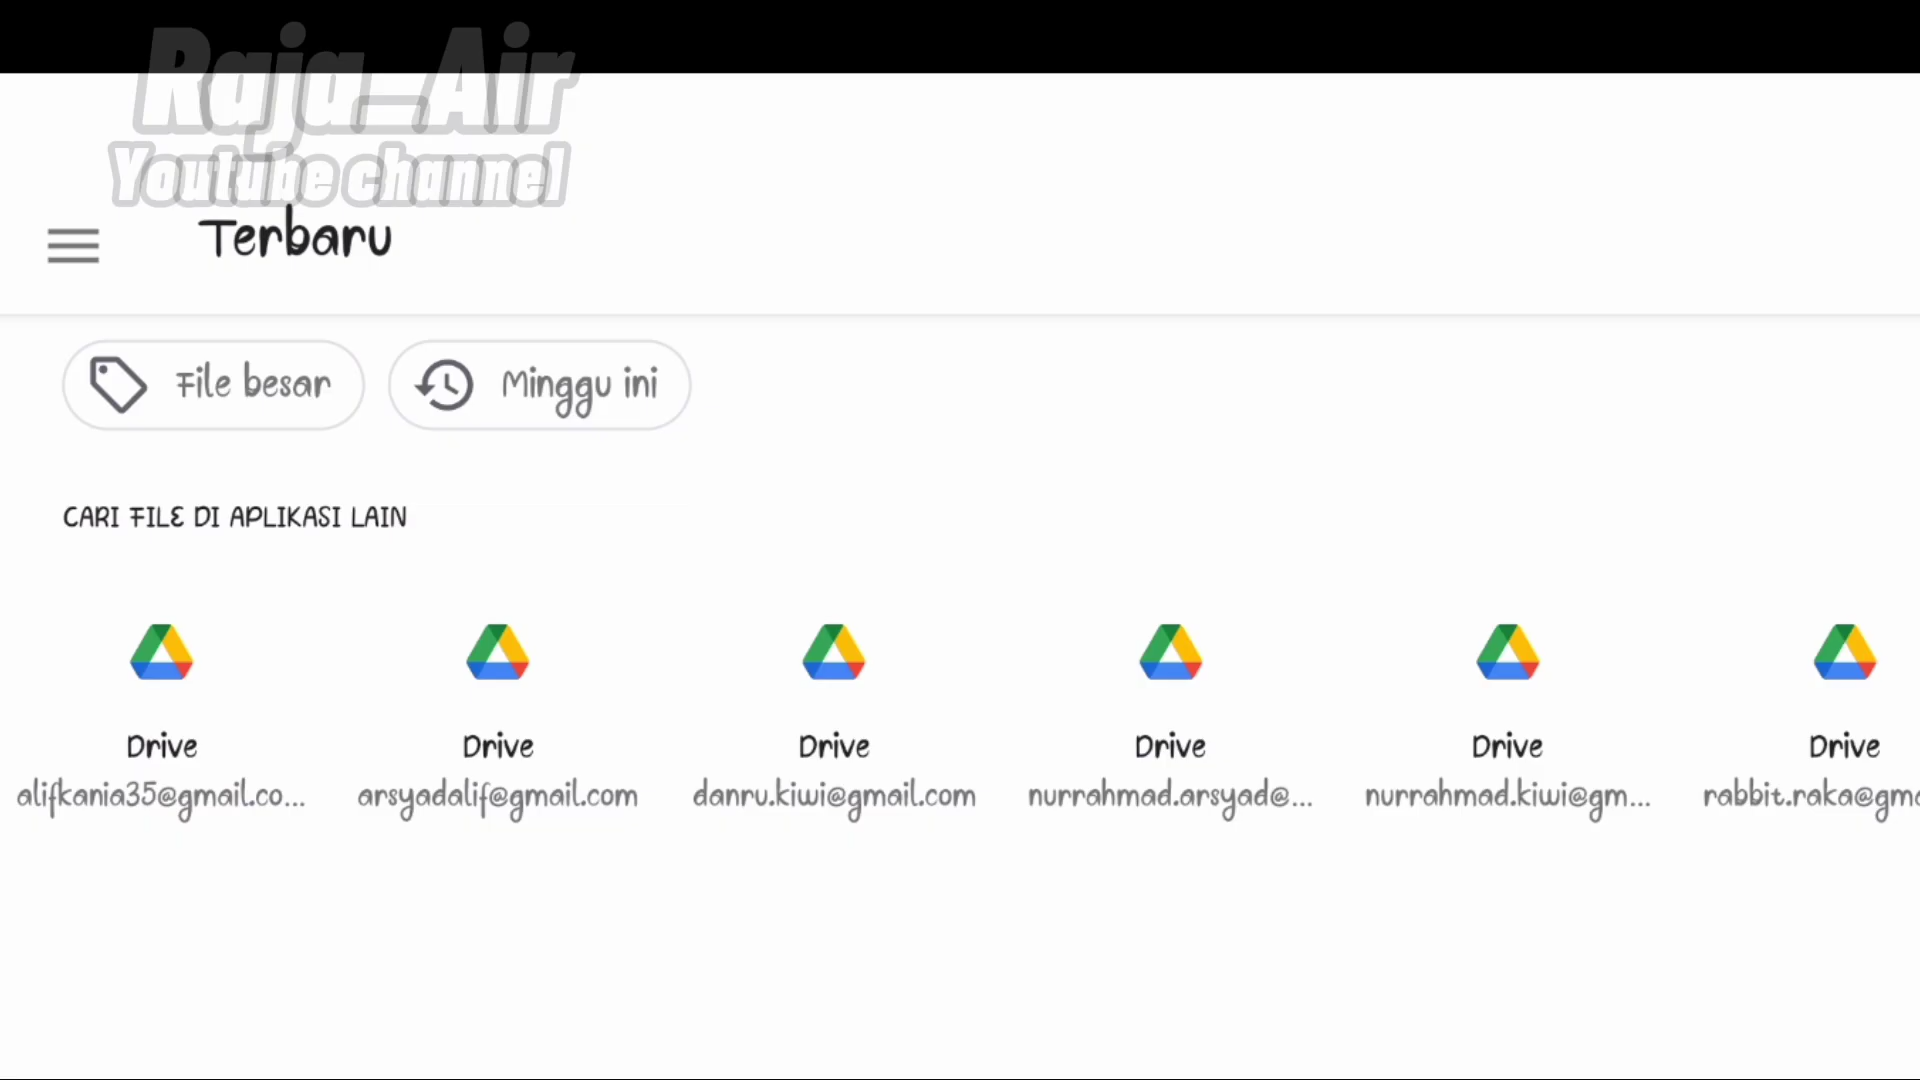 Raja_Air
Youtube channel
Terbaru
File besar
Minggu ini
CARI FILE DI APLIKASI LAIN
Drive
alifkania35@gmail.co...
Drive
arsyadalif@gmail.com
Drive
danru.kiwi@gmail.com
Drive
nurrahmad.arsyad@...
Drive
nurrahmad.kiwi@gm...
Drive
rabbit.raka@gm